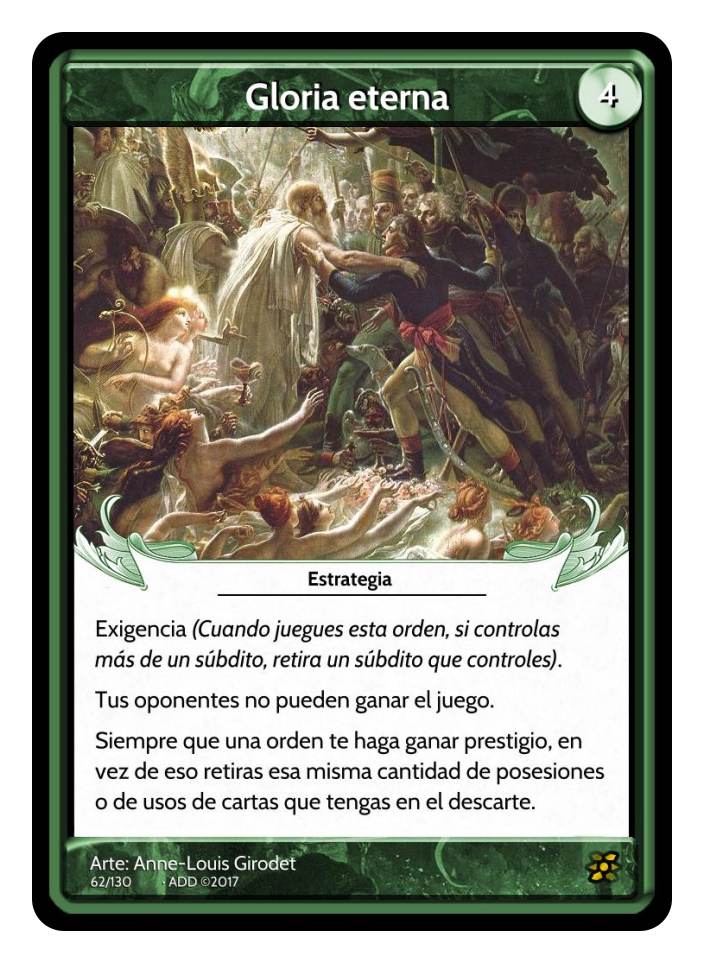 Gloria eterna
4
Estrategia
Exigencia (Cuando juegues esta orden, si controlas
más de un súbdito, retira un súbdito que controles).
Tus oponentes no pueden ganar el juego.
Siempre que una orden te haga ganar prestigio, en
vez de eso retiras esa misma cantidad de posesiones
o de usos de cartas que tengas en el descarte.
Arte: Anne-Louis Girodet
62/130 · ADD ©2017